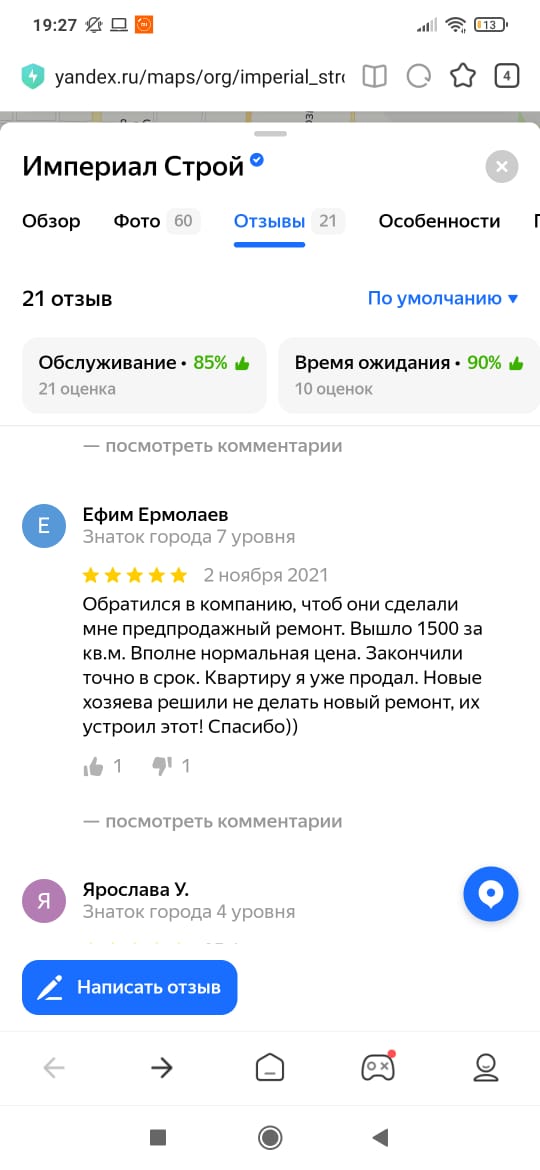 19:27
13
yandex.ru/maps/org/imperial_str
4
Империал Строй
Обзор Фото 60 Отзывы 21 Особенности
21 отзыв
По умолчанию
Обслуживание • 85%
21 оценка
Время ожидания • 90%
10 оценок
— посмотреть комментарии
Е
Ефим Ермолаев
Знаток города 7 уровня
2 ноября 2021
Обратился в компанию, чтоб они сделали
мне предпродажный ремонт. Вышло 1500 за
кв.м. Вполне нормальная цена. Закончили
точно в срок. Квартиру я уже продал. Новые
хозяева решили не делать новый ремонт, их
устроил этот! Спасибо))
1 1
— посмотреть комментарии
Я
Ярослава У.
Знаток города 4 уровня
Написать отзыв